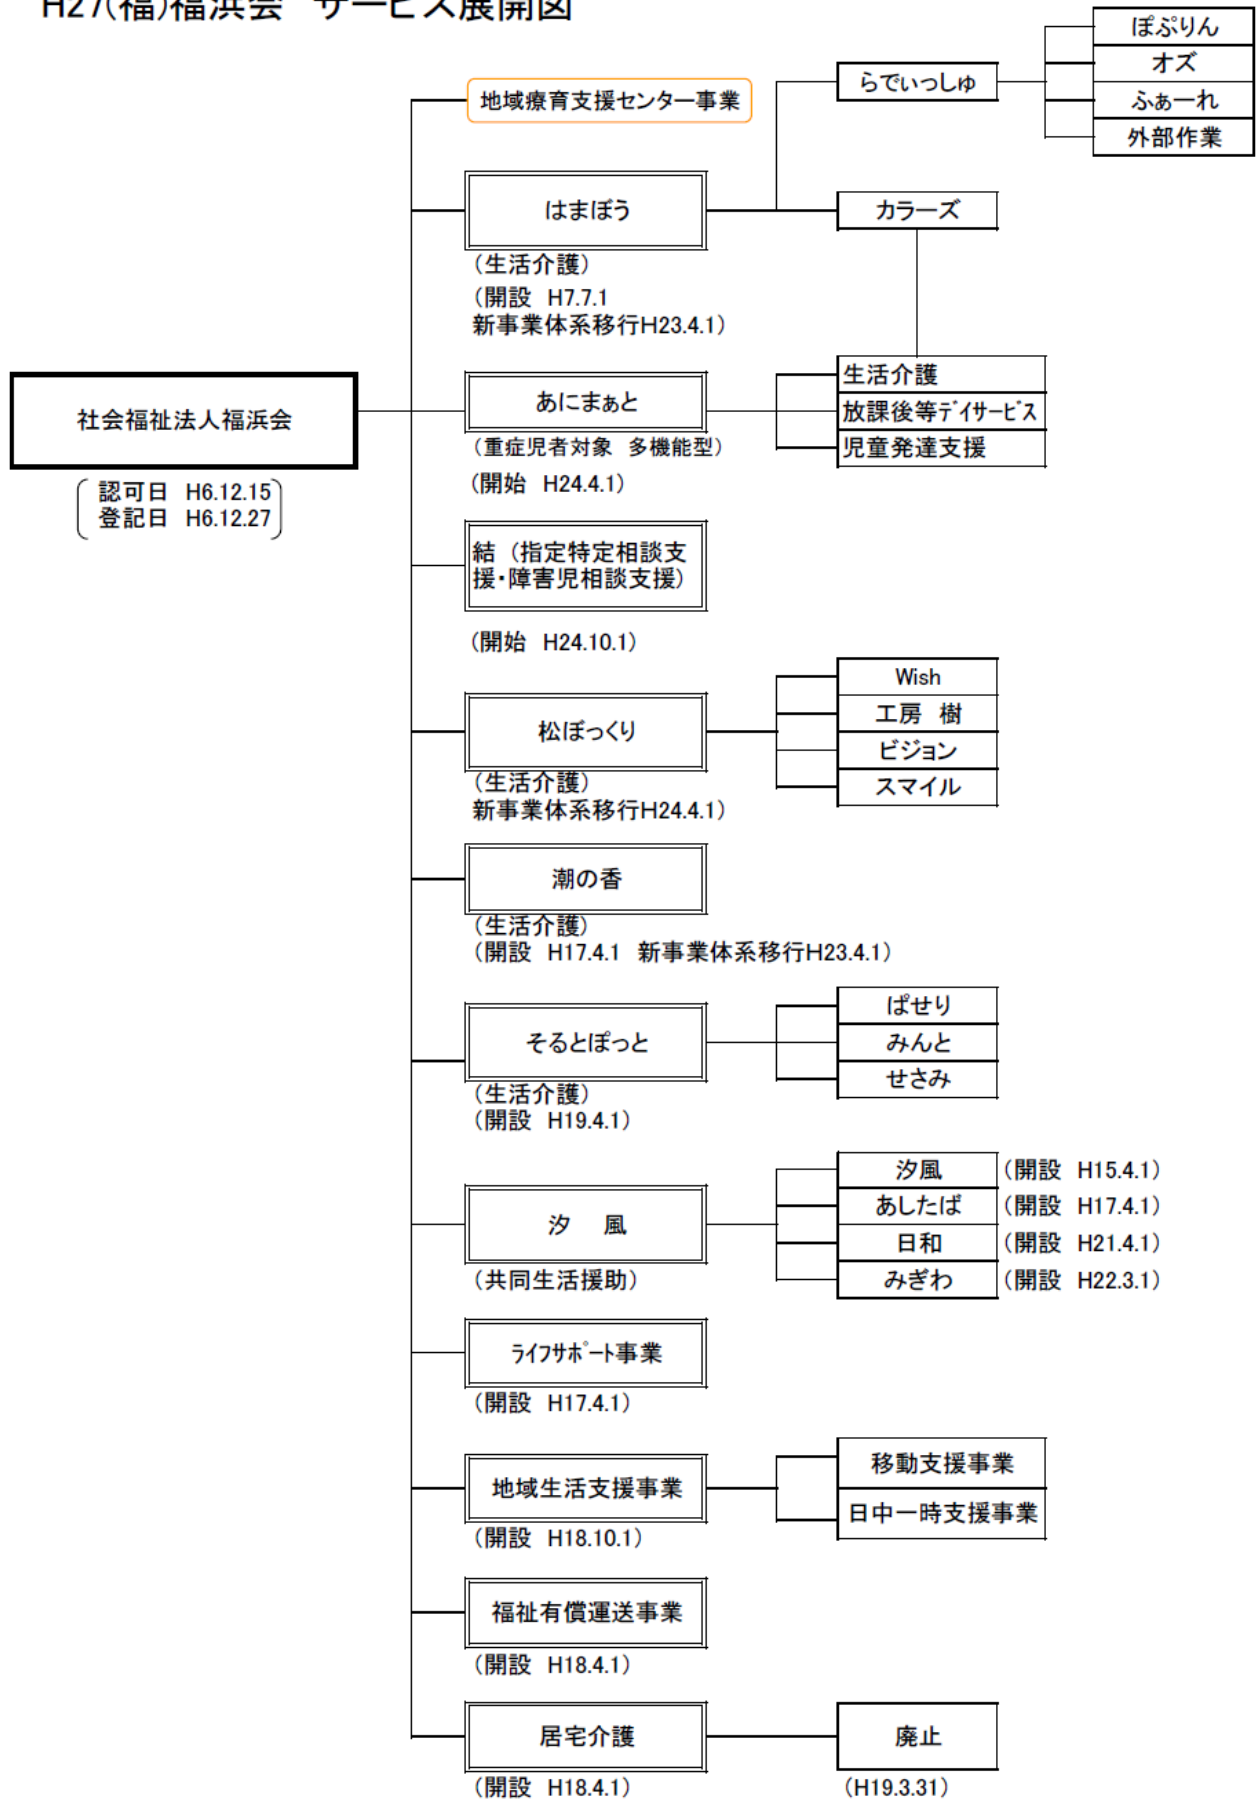 H27(福)福浜会 サービス展開図
地域療育支援センター事業
はまぼう
(生活介護)
(開設 H7.7.1
新事業体系移行H23.4.1)
らでぃっしゅ
ぽぷりん
オズ
ふぁーれ
外部作業
カラーズ
社会福祉法人福浜会
認可日 H6.12.15
登記日 H6.12.27
あにまぁと
(重症児者対象 多機能型)
(開始 H24.4.1)
生活介護
放課後等デイサービス
児童発達支援
結 (指定特定相談支
援・障害児相談支援)
(開始 H24.10.1)
松ぼっくり
(生活介護)
新事業体系移行H24.4.1)
Wish
工房 樹
ビジョン
スマイル
潮の香
(生活介護)
(開設 H17.4.1 新事業体系移行H23.4.1)
そるとぽっと
(生活介護)
(開設 H19.4.1)
ぱせり
みんと
せさみ
汐 風
(共同生活援助)
汐風 (開設 H15.4.1)
あしたば (開設 H17.4.1)
日和 (開設 H21.4.1)
みぎわ (開設 H22.3.1)
ライフサポート事業
(開設 H17.4.1)
地域生活支援事業
(開設 H18.10.1)
移動支援事業
日中一時支援事業
福祉有償運送事業
(開設 H18.4.1)
居宅介護
(開設 H18.4.1)
廃止
(H19.3.31)